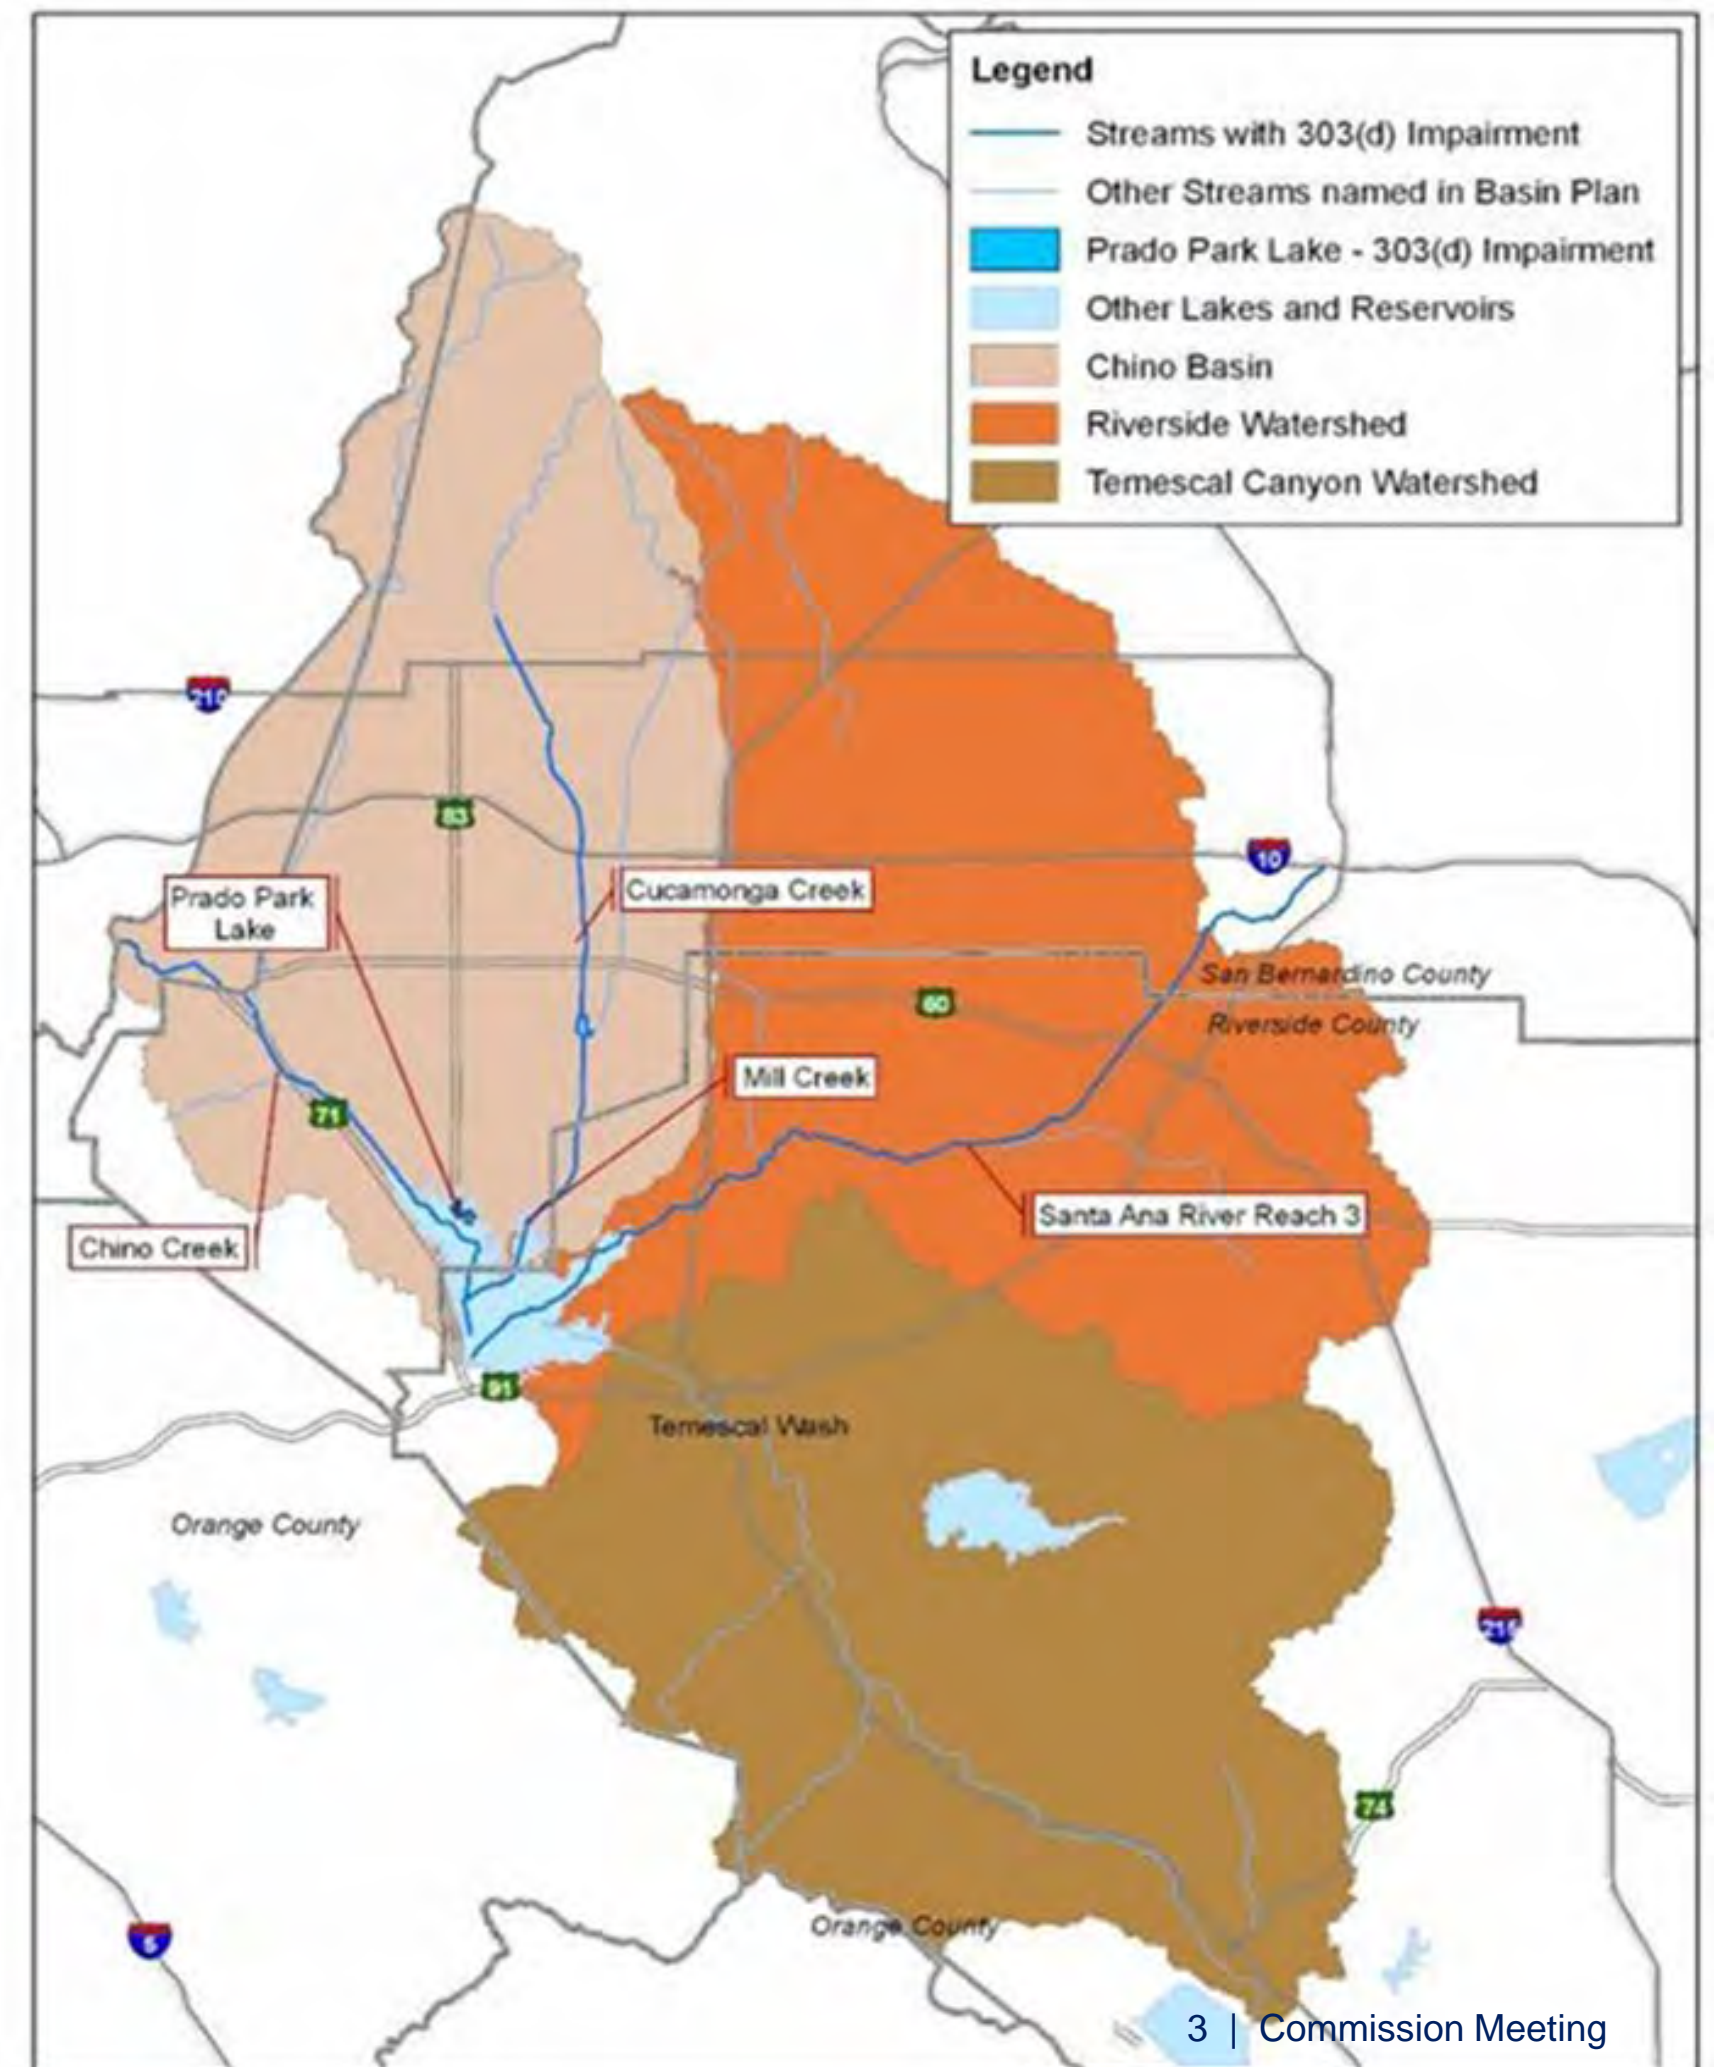 Legend
Streams with 303(d) Impairment
Other Streams named in Basin Plan
Prado Park Lake - 303(d) Impairment
Other Lakes and Reservoirs
Chino Basin
Riverside Watershed
Temescal Canyon Watershed
210
83
10
Prado Park
Lake
Cucamonga Creek
San Bernardino County
60
Riverside County
Mill Creek
71
Santa Ana River Reach 3
Chino Creek
91
Temescal Wash
Orange County
215
74
Orange County
5
3 | Commission Meeting